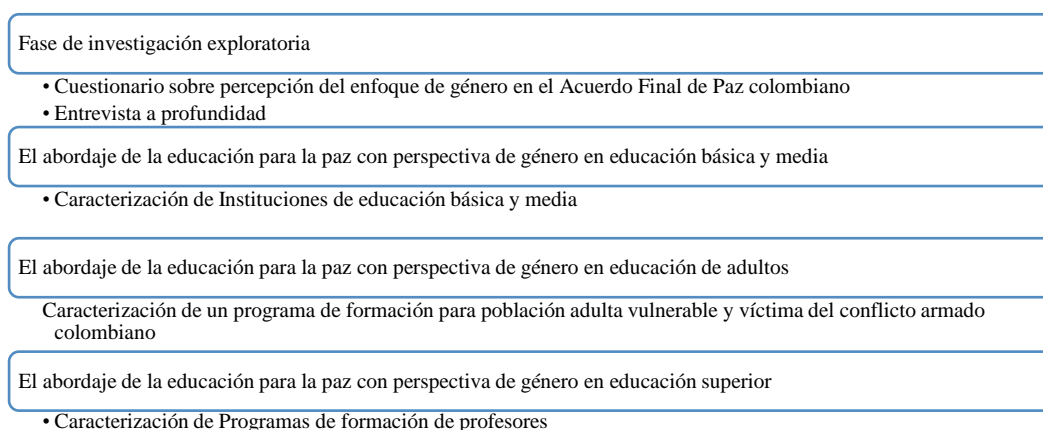 Fase de investigación exploratoria
• Cuestionario sobre percepción del enfoque de género en el Acuerdo Final de Paz colombiano
• Entrevista a profundidad
El abordaje de la educación para la paz con perspectiva de género en educación básica y media
• Caracterización de Instituciones de educación básica y media
El abordaje de la educación para la paz con perspectiva de género en educación de adultos
Caracterización de un programa de formación para población adulta vulnerable y víctima del conflicto armado
colombiano
El abordaje de la educación para la paz con perspectiva de género en educación superior
• Caracterización de Programas de formación de profesores